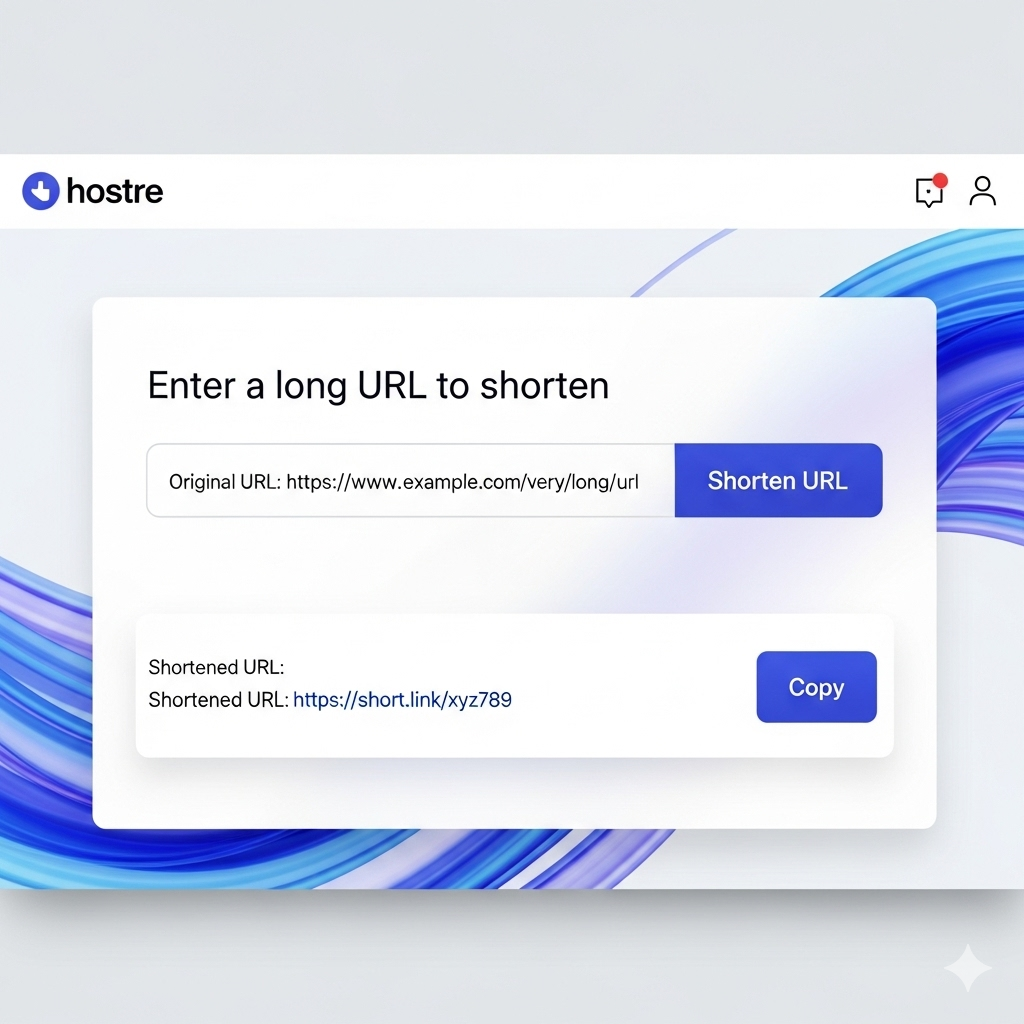 hostre
Enter a long URL to shorten
Original URL: https://www.example.com/very/long/url
Shorten URL
Shortened URL:
Shortened URL: https://short.link/xyz789
Copy